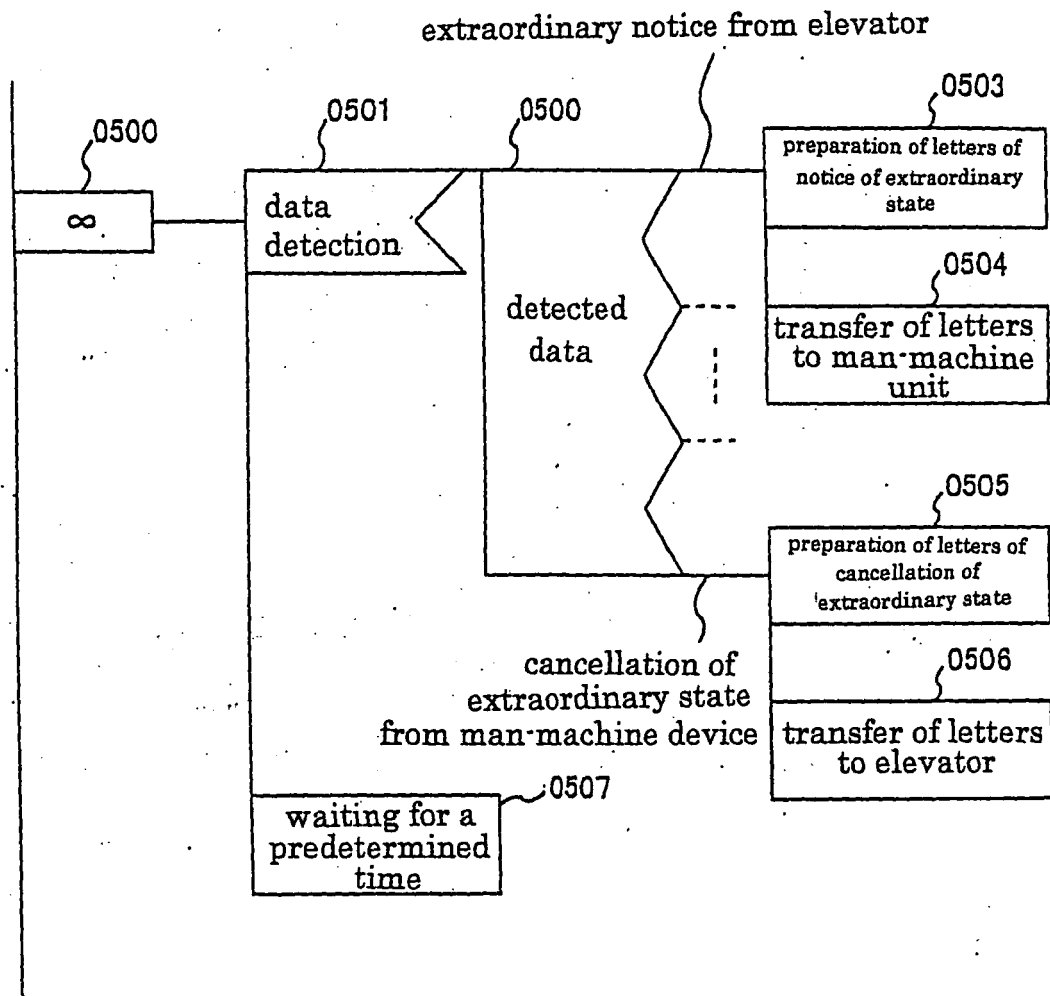 extraordinary notice from elevator
0500
0501
0500
0503
∞
data
detection
detected
data
preparation of letters of
notice of extraordinary
state
0504
transfer of letters
to man-machine
unit
0505
preparation of letters of
cancellation of
extraordinary state
cancellation of
extraordinary state
from man-machine device
0506
transfer of letters
to elevator
0507
waiting for a
predetermined
time